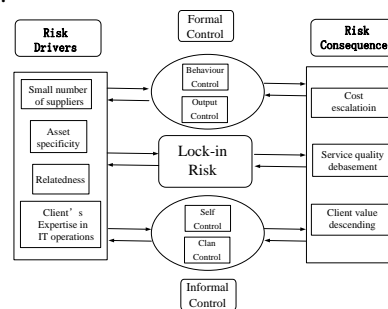 Formal
Control
Risk
Drivers
Risk
Consequence
Small number
of suppliers
Asset
specificity
Relatedness
Client's
Expertise in
IT operations
Behaviour
Control
Output
Control
Lock-in
Risk
Self
Control
Clan
Control
Informal
Control
Cost
escalatioin
Service quality
debasement
Client value
descending